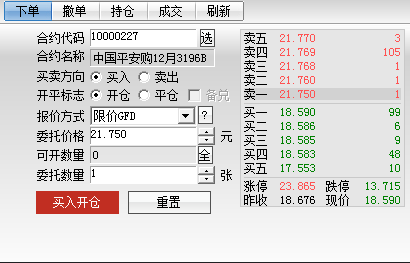 下单 撤单 持仓 成交 刷新
合约代码 10000227 选
合约名称 中国平安购12月3196B
买卖方向 买入 卖出
开平标志 开仓 平仓 备兑
报价方式 限价GFD ?
委托价格 21.750 元
可开数量 0 全
委托数量 1 张
买入开仓 重置
卖五 21.770 3
卖四 21.769 105
卖三 21.768 1
卖二 21.760 1
卖一 21.750 1
买一 18.590 99
买二 18.586 6
买三 18.585 9
买四 18.583 48
买五 17.553 10
涨停 23.865 跌停 13.715
昨收 18.676 现价 18.590